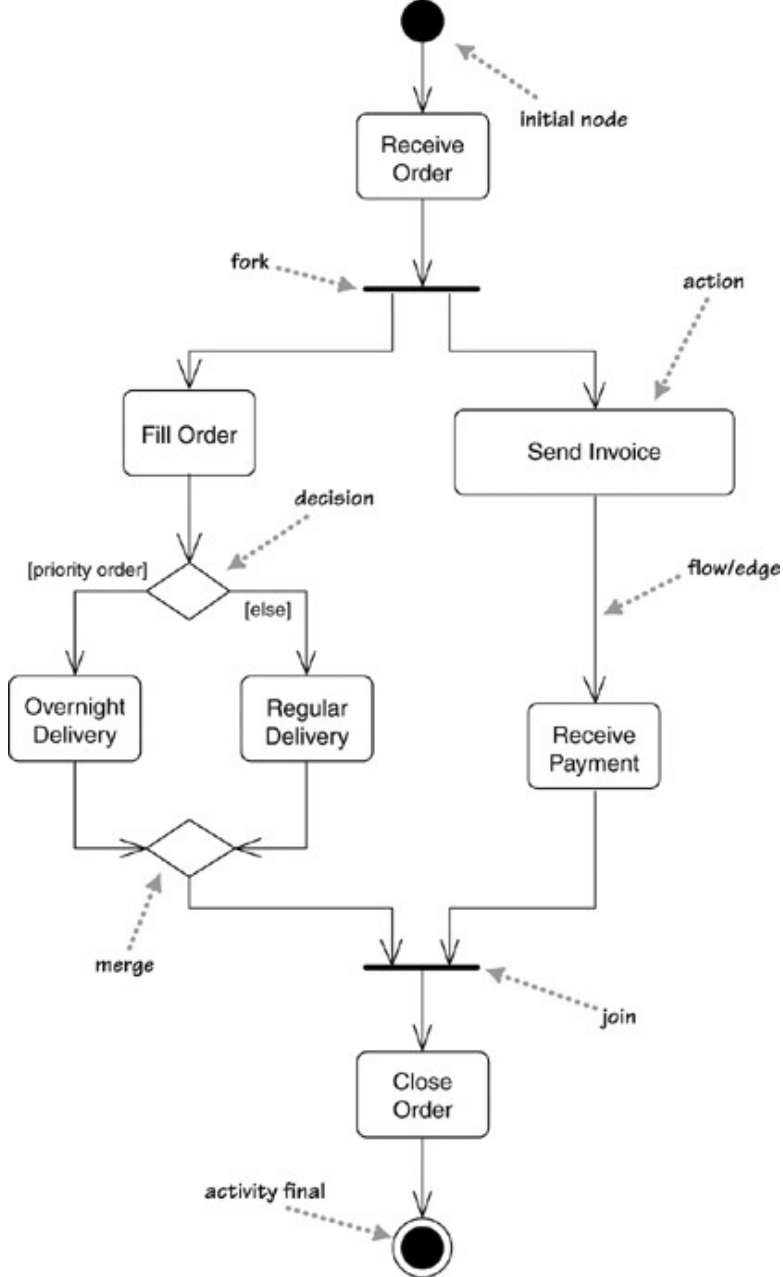 initial node
Receive
Order
fork
action
Fill Order
Send Invoice
decision
[priority order]
[else]
flow/edge
Overnight
Delivery
Regular
Delivery
Receive
Payment
merge
join
Close
Order
activity final